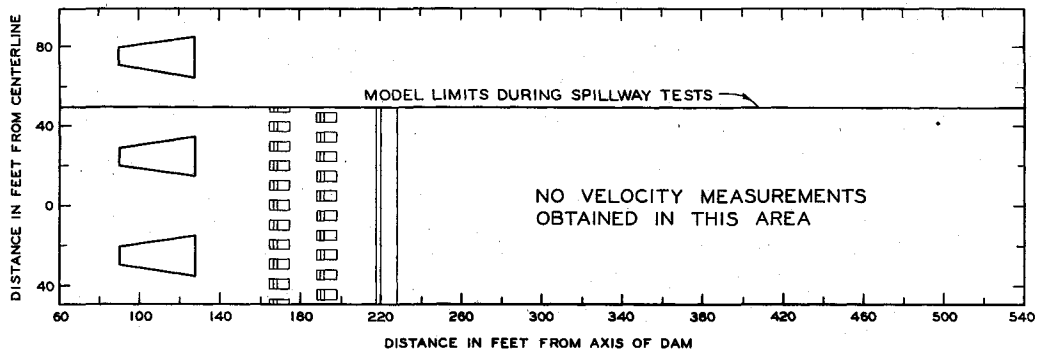 80
MODEL LIMITS DURING SPILLWAY TESTS
40
NO VELOCITY MEASUREMENTS
OBTAINED IN THIS AREA
0
40
DISTANCE IN FEET FROM CENTERLINE
60 100 140 180 220 260 300 340 380 420 460 500 540
DISTANCE IN FEET FROM AXIS OF DAM